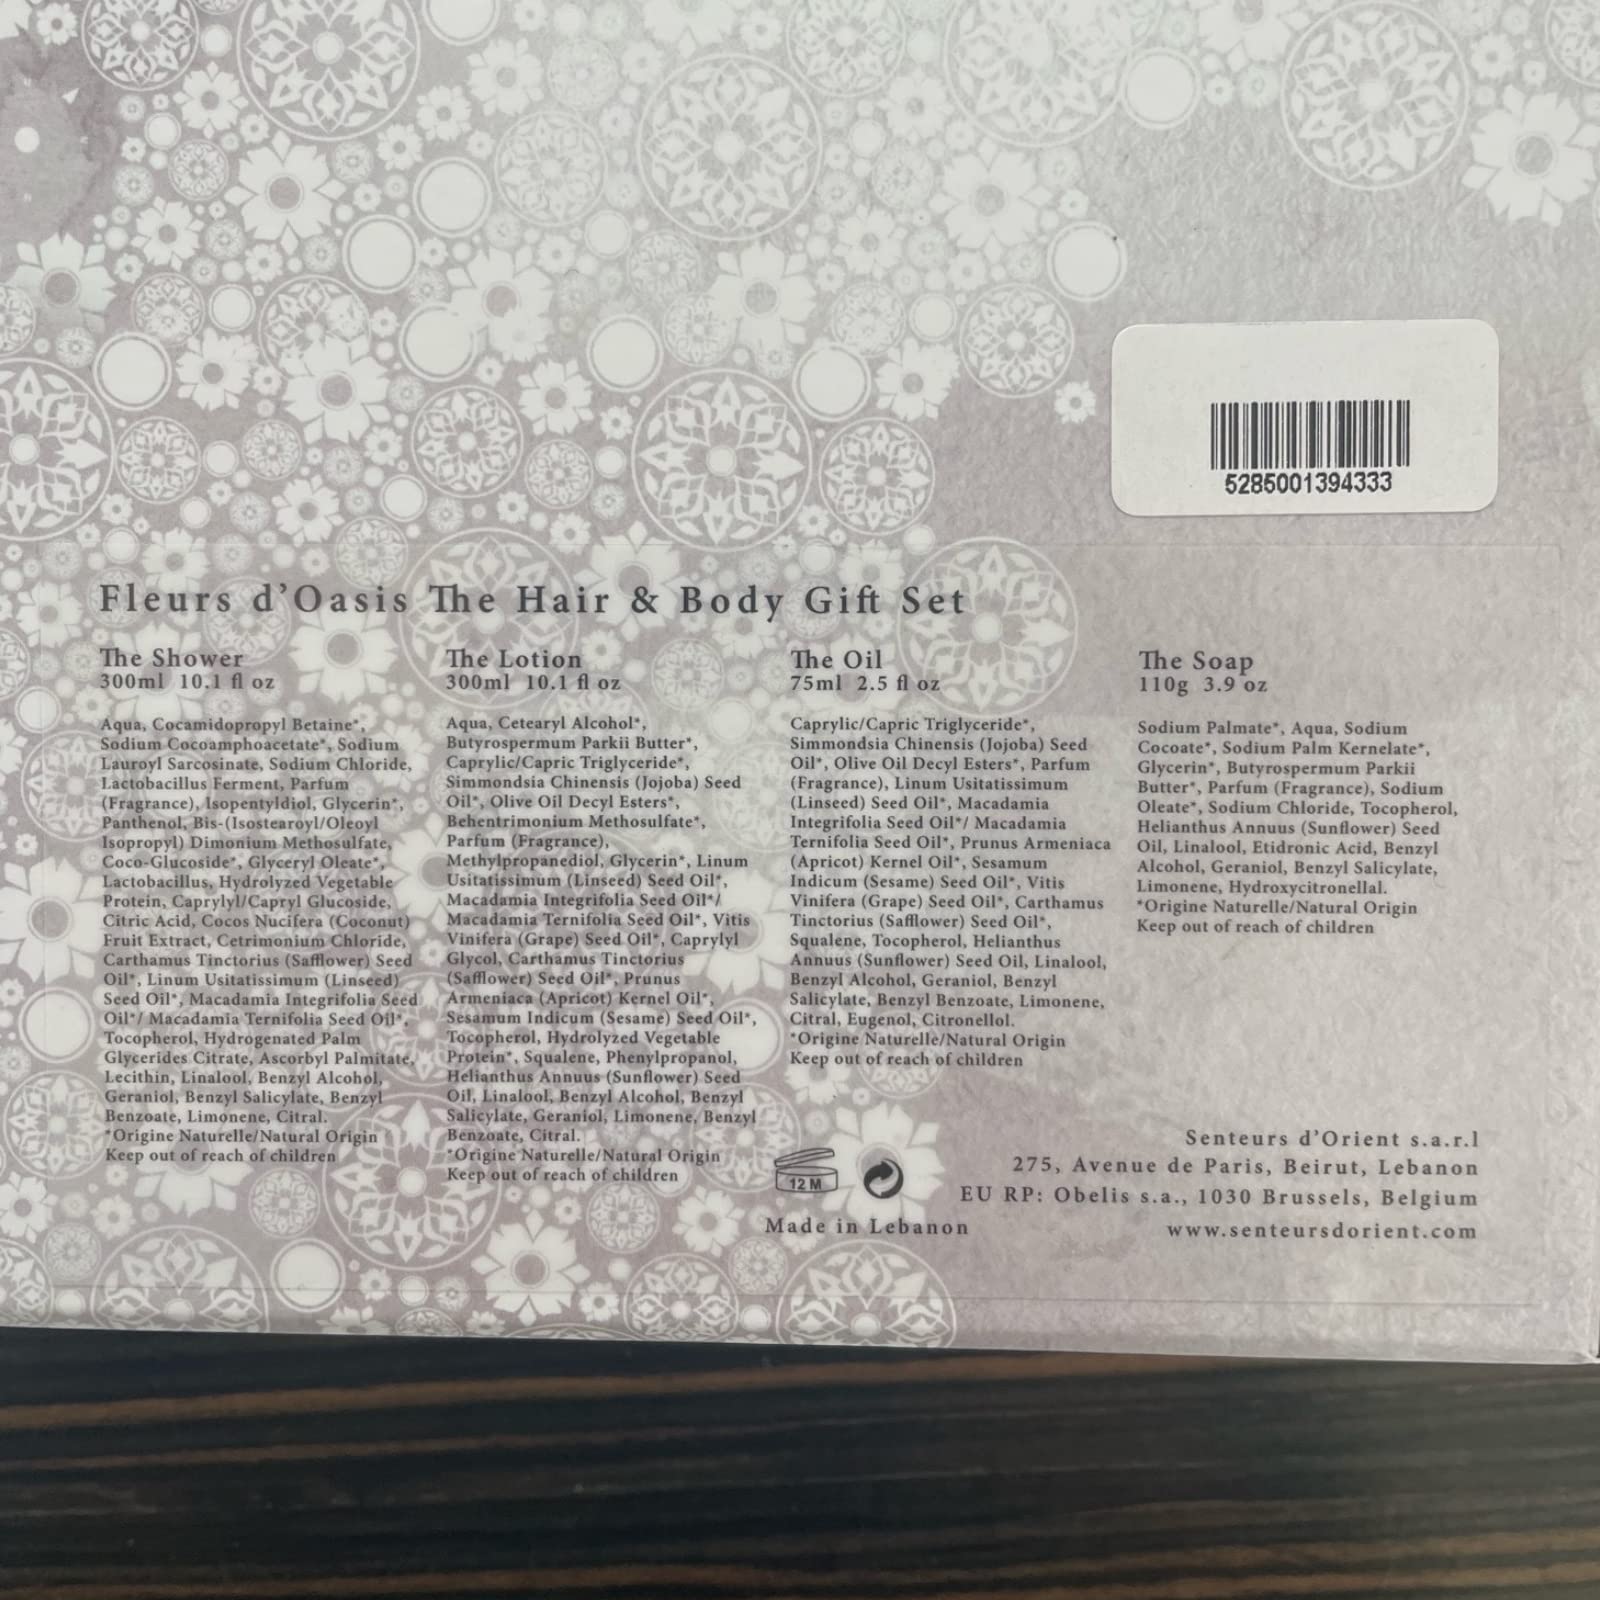 5285001394333
Fleurs d'Oasis The Hair & Body Gift Set
The Shower
300ml 10.1 fl oz
Aqua, Cocamidopropyl Betaine*,
Sodium Cocoamphoacetate*, Sodium
Lauroyl Sarcosinate, Sodium Chloride,
Lactobacillus Ferment, Parfum
(Fragrance), Isopentyldiol, Glycerin*,
Panthenol, Bis-(Isostearoyl/Oleoyl
Isopropyl) Dimonium Methosulfate,
Coco-Glucoside*, Glyceryl Oleate*,
Lactobacillus, Hydrolyzed Vegetable
Protein, Caprylyl/Capryl Glucoside,
Citric Acid, Cocos Nucifera (Coconut)
Fruit Extract, Cetrimonium Chloride,
Carthamus Tinctorius (Safflower) Seed
Oil*, Linum Usitatissimum (Linseed)
Seed Oil*, Macadamia Integrifolia Seed
Oil*/ Macadamia Ternifolia Seed Oil*,
Tocopherol, Hydrogenated Palm
Glycerides Citrate, Ascorbyl Palmitate,
Lecithin, Linalool, Benzyl Alcohol,
Geraniol, Benzyl Salicylate, Benzyl
Benzoate, Limonene, Citral.
*Origine Naturelle/Natural Origin
Keep out of reach of children
The Lotion
300ml 10.1 fl oz
Aqua, Cetearyl Alcohol*,
Butyrospermum Parkii Butter*,
Caprylic/Capric Triglyceride*,
Simmondsia Chinensis (Jojoba) Seed
Oil*, Olive Oil Decyl Esters*,
Behentrimonium Methosulfate*,
Parfum (Fragrance),
Methylpropanediol, Glycerin*, Linum
Usitatissimum (Linseed) Seed Oil*,
Macadamia Integrifolia Seed Oil*/
Macadamia Ternifolia Seed Oil*, Vitis
Vinifera (Grape) Seed Oil*, Caprylyl
Glycol, Carthamus Tinctorius
(Safflower) Seed Oil*, Prunus
Armeniaca (Apricot) Kernel Oil*,
Sesamum Indicum (Sesame) Seed Oil*,
Tocopherol, Hydrolyzed Vegetable
Protein*, Squalene, Phenylpropanol,
Helianthus Annuus (Sunflower) Seed
Oil, Linalool, Benzyl Alcohol, Benzyl
Salicylate, Geraniol, Limonene, Benzyl
Benzoate, Citral.
*Origine Naturelle/Natural Origin
Keep out of reach of children
The Oil
75ml 2.5 fl oz
Caprylic/Capric Triglyceride*,
Simmondsia Chinensis (Jojoba) Seed
Oil*, Olive Oil Decyl Esters*, Parfum
(Fragrance), Linum Usitatissimum
(Linseed) Seed Oil*, Macadamia
Integrifolia Seed Oil*/ Macadamia
Ternifolia Seed Oil*, Prunus Armeniaca
(Apricot) Kernel Oil*, Sesamum
Indicum (Sesame) Seed Oil*, Vitis
Vinifera (Grape) Seed Oil*, Carthamus
Tinctorius (Safflower) Seed Oil*,
Squalene, Tocopherol, Helianthus
Annuus (Sunflower) Seed Oil, Linalool,
Benzyl Alcohol, Geraniol, Benzyl
Salicylate, Benzyl Benzoate, Limonene,
Citral, Eugenol, Citronellol.
*Origine Naturelle/Natural Origin
Keep out of reach of children
The Soap
110g 3.9 oz
Sodium Palmate*, Aqua, Sodium
Cocoate*, Sodium Palm Kernelate*,
Glycerin*, Butyrospermum Parkii
Butter*, Parfum (Fragrance), Sodium
Oleate*, Sodium Chloride, Tocopherol,
Helianthus Annuus (Sunflower) Seed
Oil, Linalool, Etidronic Acid, Benzyl
Alcohol, Geraniol, Benzyl Salicylate,
Limonene, Hydroxycitronellal.
*Origine Naturelle/Natural Origin
Keep out of reach of children
12 M
Made in Lebanon
Senteurs d'Orient s.a.r.l
275, Avenue de Paris, Beirut, Lebanon
EU RP: Obelis s.a., 1030 Brussels, Belgium
www.senteursdorient.com